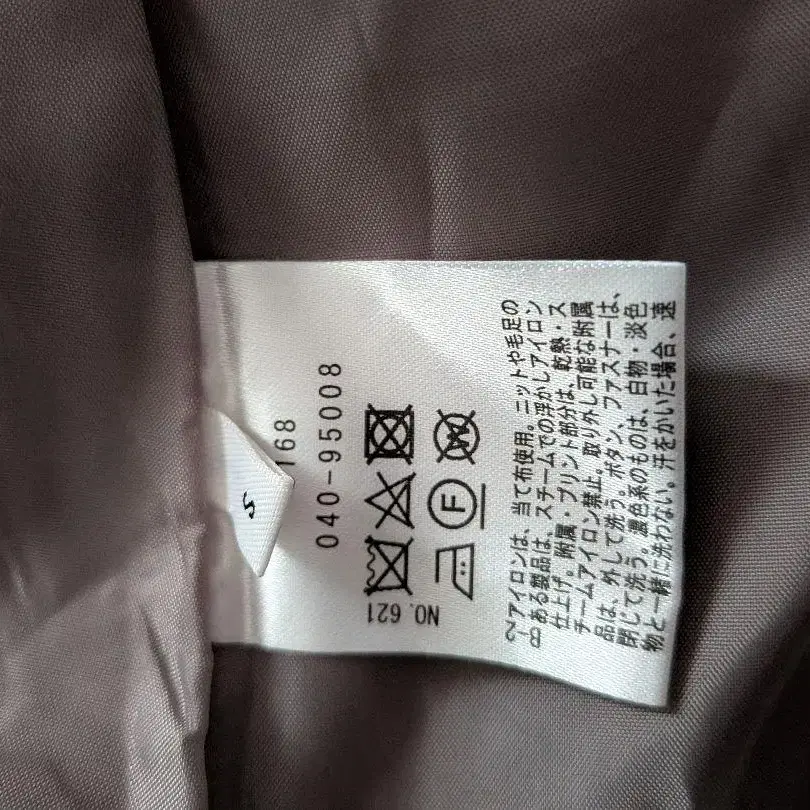 168
040-95008
NO. 621
アイロンは、当て布使用。ニットや毛足の
ある製品は、スチームでの浮かしアイロン
仕上げ。附属・プリント部分は、乾熱・ス
チームアイロン禁止。取り外し可能な附属
品は、外して洗う。ボタン、ファスナーは、
閉じて洗う。濃色系のものは、白物・淡色
物と一緒に洗わない。汗をかいた場合、速